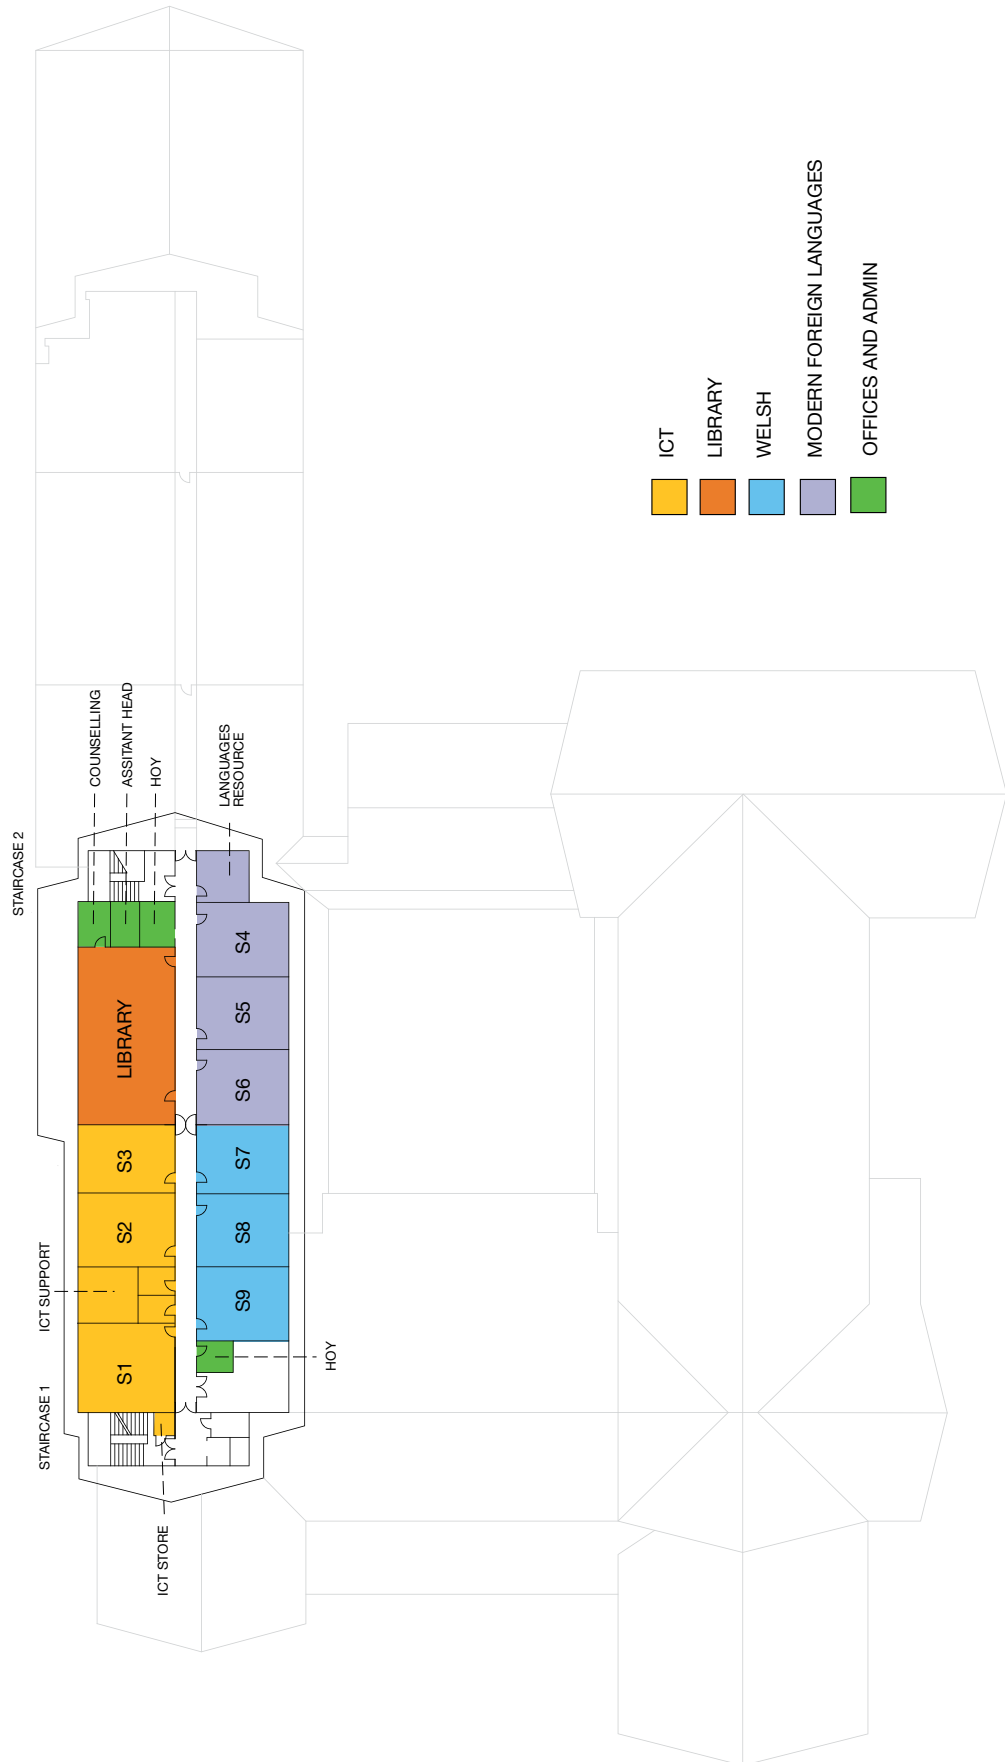 STAIRCASE 1
ICT SUPPORT
STAIRCASE 2
ICT STORE
S1
S2
S3
LIBRARY
COUNSELLING
ASSITANT HEAD
HOY
HOY
S9
S8
S7
S6
S5
S4
LANGUAGES
RESOURCE
ICT
LIBRARY
WELSH
MODERN FOREIGN LANGUAGES
OFFICES AND ADMIN